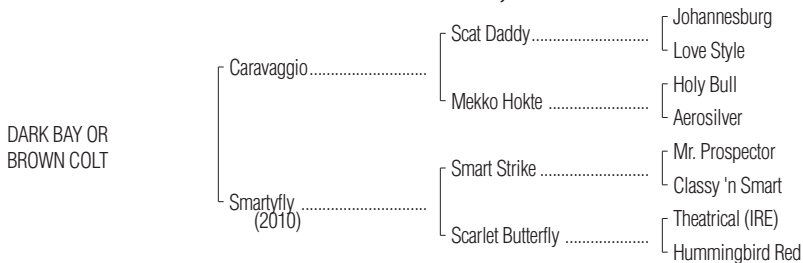 Johannesburg
Scat Daddy..............................
Love Style
Caravaggio..............................
Holy Bull
Mekko Hokte ..........................
Aerosilver
DARK BAY OR
BROWN COLT
Mr. Prospector
Smart Strike ............................
Classy 'n Smart
Smartyfly ................................
(2010)
Theatrical (IRE)
Scarlet Butterfly ......................
Hummingbird Red